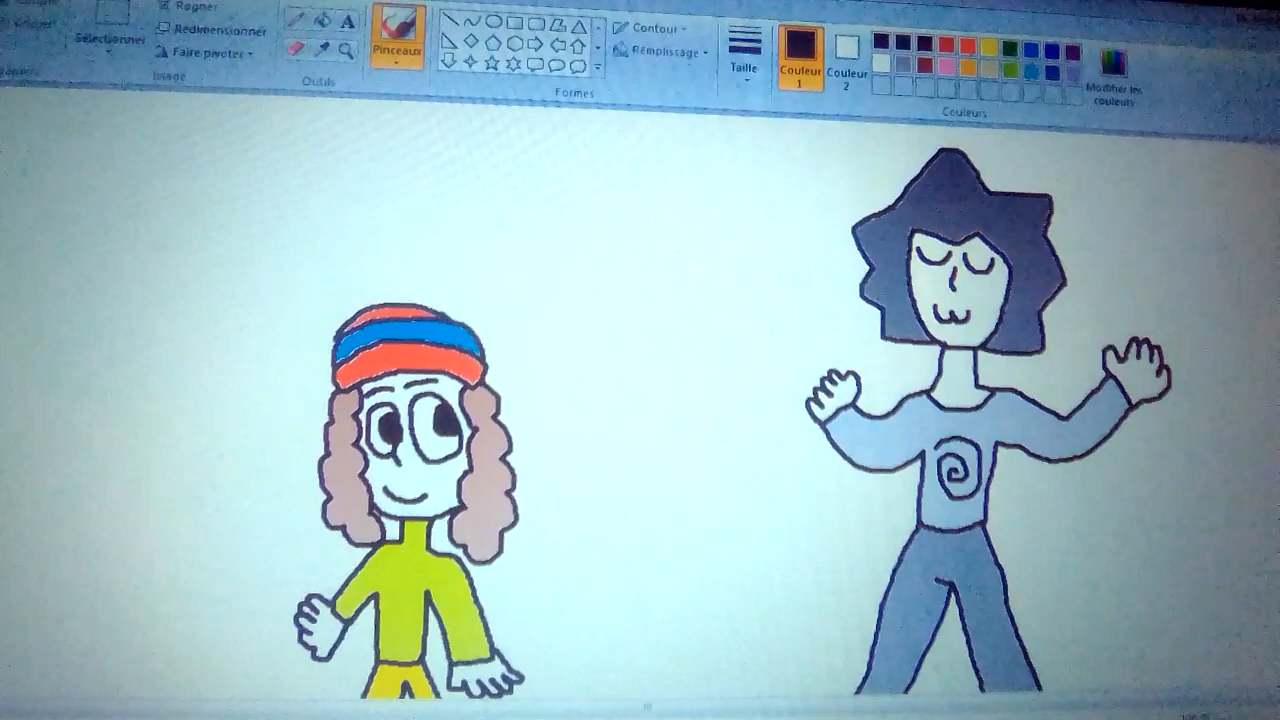 Rogner
Redimensionner
Faire pivoter
Sélectionner
Image
A
Outils
Pinceaux
Contour
Remplissage
Formes
Taille
Couleur
1
Couleur
2
Modifier les
couleurs
Couleurs